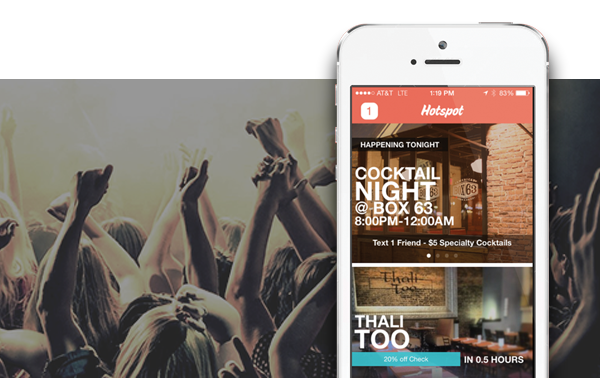 AT&T LTE 1:19 PM 83%
1 Hotspot
HAPPENING TONIGHT
COCKTAIL
NIGHT
@ BOX 63
8:00PM-12:00AM
Text 1 Friend - $5 Specialty Cocktails
Thali
Too
THALI
TOO
20% off Check IN 0.5 HOURS